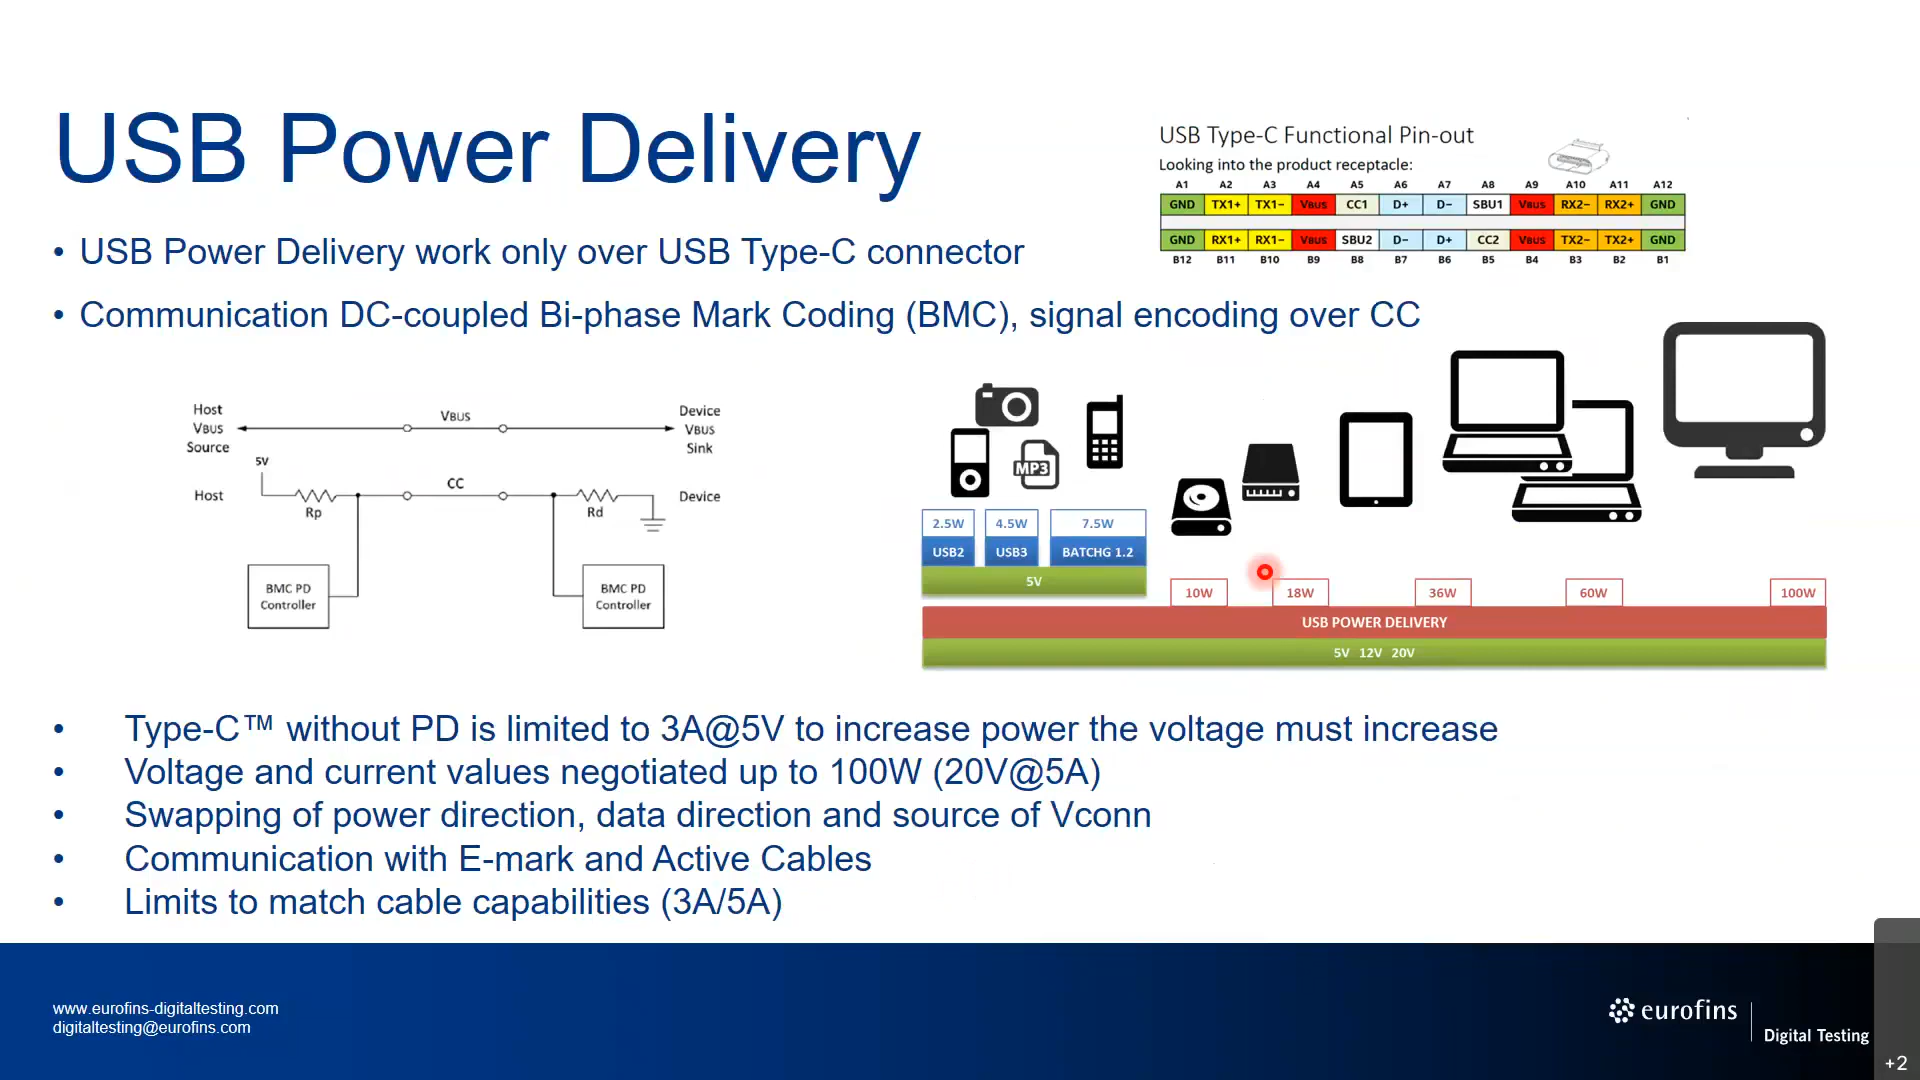 USB Power Delivery
USB Type-C Functional Pin-out
Looking into the product receptacle:
A1 A2 A3 A4 A5 A6 A7 A8 A9 A10 A11 A12
GND TX1+ TX1− VBUS CC1 D+ D− SBU1 VBUS RX2− RX2+ GND
GND RX1+ RX1− VBUS SBU2 D− D+ CC2 VBUS TX2− TX2+ GND
B12 B11 B10 B9 B8 B7 B6 B5 B4 B3 B2 B1
• USB Power Delivery work only over USB Type-C connector
• Communication DC-coupled Bi-phase Mark Coding (BMC), signal encoding over CC
Host
VBUS
Source
VBUS
Device
VBUS
Sink
5V
Host
Rp
CC
Rd
Device
BMC PD
Controller
BMC PD
Controller
MP3
2.5W 4.5W 7.5W
USB2 USB3 BATCHG 1.2
5V
10W 18W 36W 60W 100W
USB POWER DELIVERY
5V 12V 20V
• Type-C™ without PD is limited to 3A@5V to increase power the voltage must increase
• Voltage and current values negotiated up to 100W (20V@5A)
• Swapping of power direction, data direction and source of Vconn
• Communication with E-mark and Active Cables
• Limits to match cable capabilities (3A/5A)
www.eurofins-digitaltesting.com
digitaltesting@eurofins.com
eurofins
Digital Testing
+2